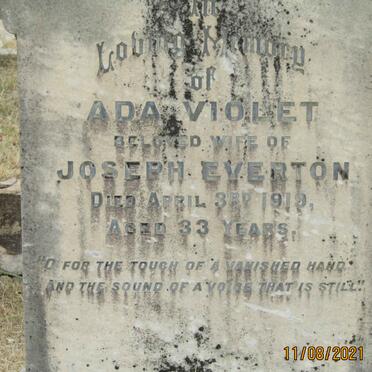 In
Loving Memory
of
ADA VIOLET
BELOVED WIFE OF
JOSEPH EVERTON
DIED APRIL 3RD 1919,
AGED 33 YEARS.
"O FOR THE TOUCH OF A VANISHED HAND
AND THE SOUND OF A VOICE THAT IS STILL"
11/08/2021